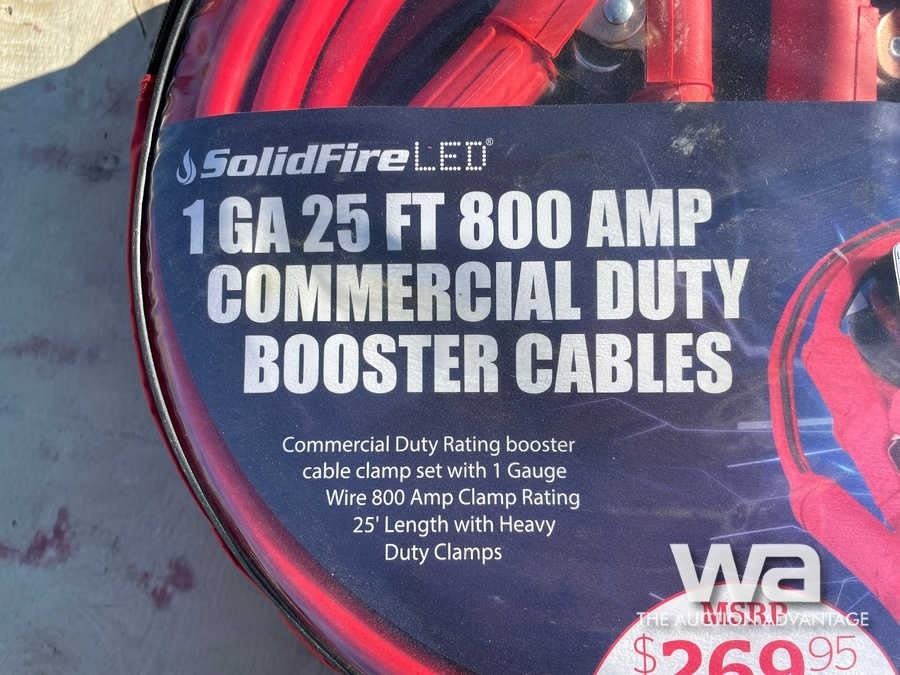 SolidFire LED®
1 GA 25 FT 800 AMP
COMMERCIAL DUTY
BOOSTER CABLES
Commercial Duty Rating booster
cable clamp set with 1 Gauge
Wire 800 Amp Clamp Rating
25' Length with Heavy
Duty Clamps
wa
THE AUCTION ADVANTAGE
MSRP
$269.95